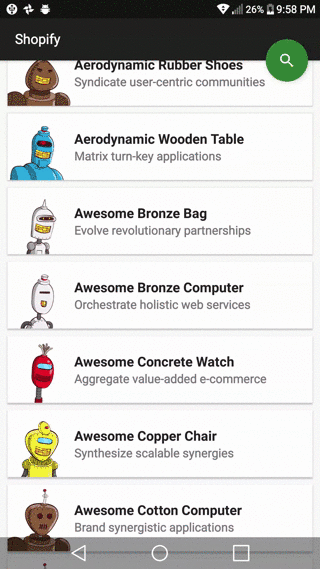 26% 9:58 PM
Shopify
Aerodynamic Rubber Shoes
Syndicate user-centric communities
Aerodynamic Wooden Table
Matrix turn-key applications
Awesome Bronze Bag
Evolve revolutionary partnerships
Awesome Bronze Computer
Orchestrate holistic web services
Awesome Concrete Watch
Aggregate value-added e-commerce
Awesome Copper Chair
Synthesize scalable synergies
Awesome Cotton Computer
Brand synergistic applications